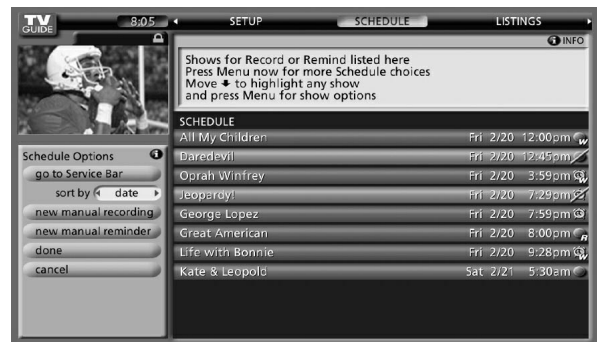 TV GUIDE
8:05
SETUP
SCHEDULE
LISTINGS
INFO
Shows for Record or Remind listed here
Press Menu now for more Schedule choices
Move to highlight any show
and press Menu for show options
Schedule Options
go to Service Bar
sort by date
new manual recording
new manual reminder
done
cancel
SCHEDULE
All My Children Fri 2/20 12:00pm W
Daredevil Fri 2/20 12:45pm
Oprah Winfrey Fri 2/20 3:59pm W
Jeopardy! Fri 2/20 7:29pm
George Lopez Fri 2/20 7:59pm
Great American Fri 2/20 8:00pm R
Life with Bonnie Fri 2/20 9:28pm W
Kate & Leopold Sat 2/21 5:30am